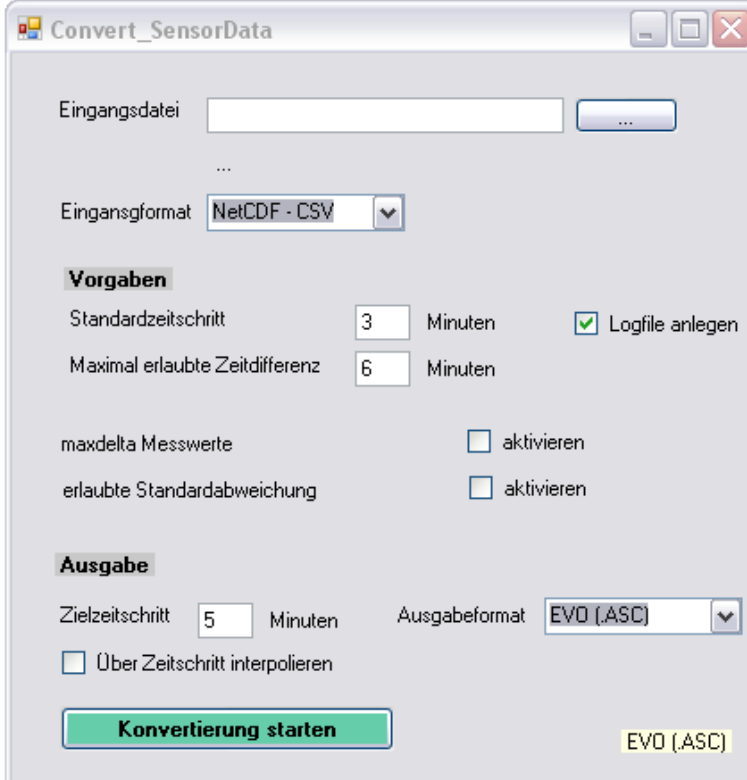 Convert_SensorData
Eingangsdatei ...
...
Eingansgformat NetCDF - CSV
Vorgaben
Standardzeitschritt 3 Minuten Logfile anlegen
Maximal erlaubte Zeitdifferenz 6 Minuten
maxdelta Messwerte aktivieren
erlaubte Standardabweichung aktivieren
Ausgabe
Zielzeitschritt 5 Minuten Ausgabeformat EVO (.ASC)
Über Zeitschritt interpolieren
Konvertierung starten
EVO (.ASC)